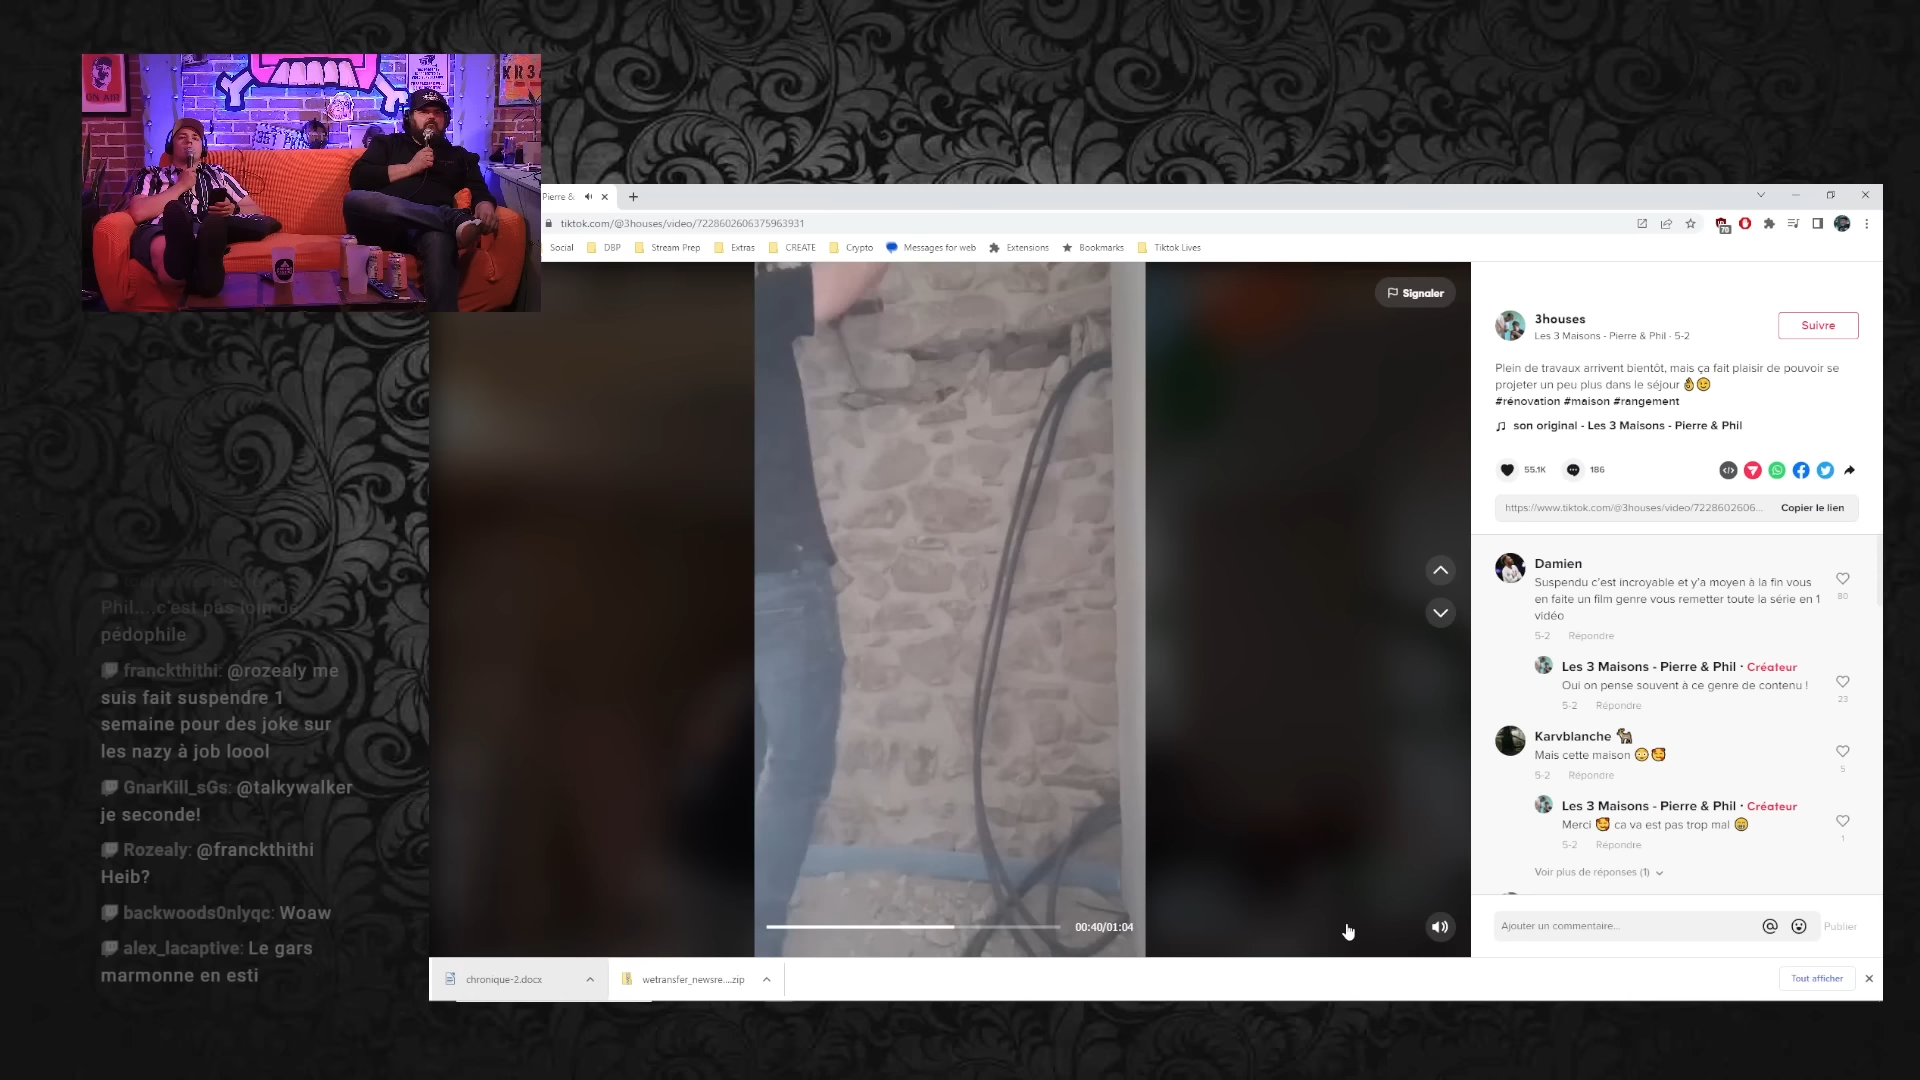 ON AIR
KR3
Pierre &
tiktok.com/@3houses/video/7228602606375963931
70
Social
DBP
Stream Prep
Extras
CREATE
Crypto
Messages for web
Extensions
Bookmarks
Tiktok Lives
Signaler
3houses
Les 3 Maisons - Pierre & Phil · 5-2
Suivre
Plein de travaux arrivent bientôt, mais ça fait plaisir de pouvoir se
projeter un peu plus dans le séjour 👌😉
#rénovation #maison #rangement
son original - Les 3 Maisons - Pierre & Phil
55.1K
186
https://www.tiktok.com/@3houses/video/7228602606...
Copier le lien
Damien
Suspendu c'est incroyable et y'a moyen à la fin vous
en faite un film genre vous remetter toute la série en 1
vidéo
80
5-2 Répondre
Les 3 Maisons - Pierre & Phil · Créateur
Oui on pense souvent à ce genre de contenu !
23
5-2 Répondre
Karvblanche 🐐
Mais cette maison 😳🥰
5
5-2 Répondre
Les 3 Maisons - Pierre & Phil · Créateur
Merci 🥰 ca va est pas trop mal 😁
1
5-2 Répondre
Voir plus de réponses (1)
Ajouter un commentaire...
Publier
00:40/01:04
chronique-2.docx
wetransfer_newsre....zip
Tout afficher
Phil....c'est pas loin de
pédophile
franckthithi: @rozealy me
suis fait suspendre 1
semaine pour des joke sur
les nazy à job loool
GnarKill_sGs: @talkywalker
je seconde!
Rozealy: @franckthithi
Heib?
backwoods0nlyqc: Woaw
alex_lacaptive: Le gars
marmonne en esti